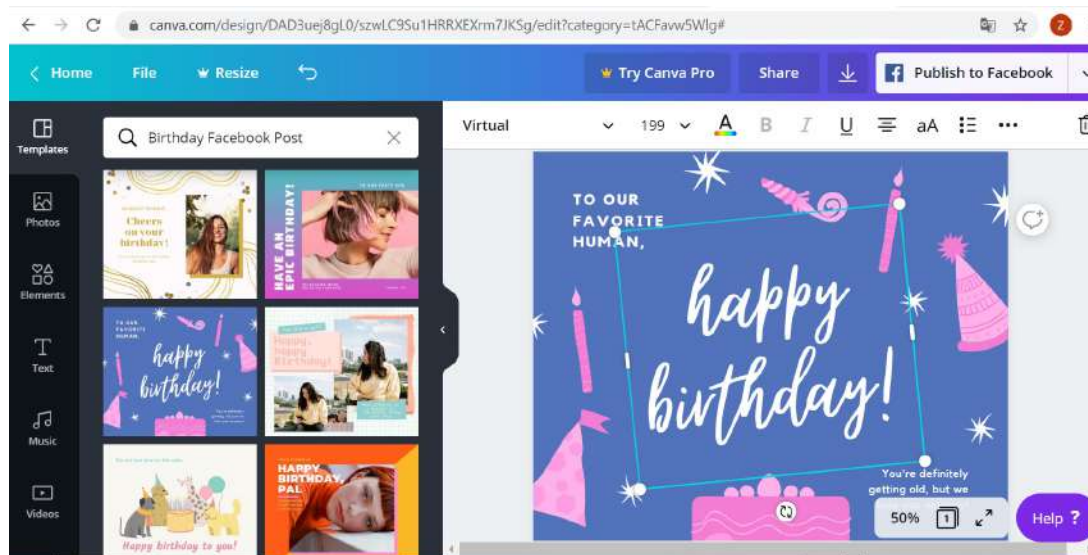 canva.com/design/DAD3uej8gL0/szwLC9Su1HRRXEXrm7JKSg/edit?category=tACFavw5Wlg#
Z
Home File Resize Try Canva Pro Share Publish to Facebook
Templates
Photos
Elements
Text
Music
Videos
Birthday Facebook Post
Cheers
on your
birthday!
HAVE AN
EPIC BIRTHDAY!
TO OUR
FAVORITE
HUMAN,
happy
birthday!
Happy,
happy
Birthday!
Happy birthday to you!
HAPPY
BIRTHDAY,
PAL
Virtual 199 A B I U aA
TO OUR
FAVORITE
HUMAN,
happy
birthday!
You're definitely
getting old, but we
50% 1
Help ?